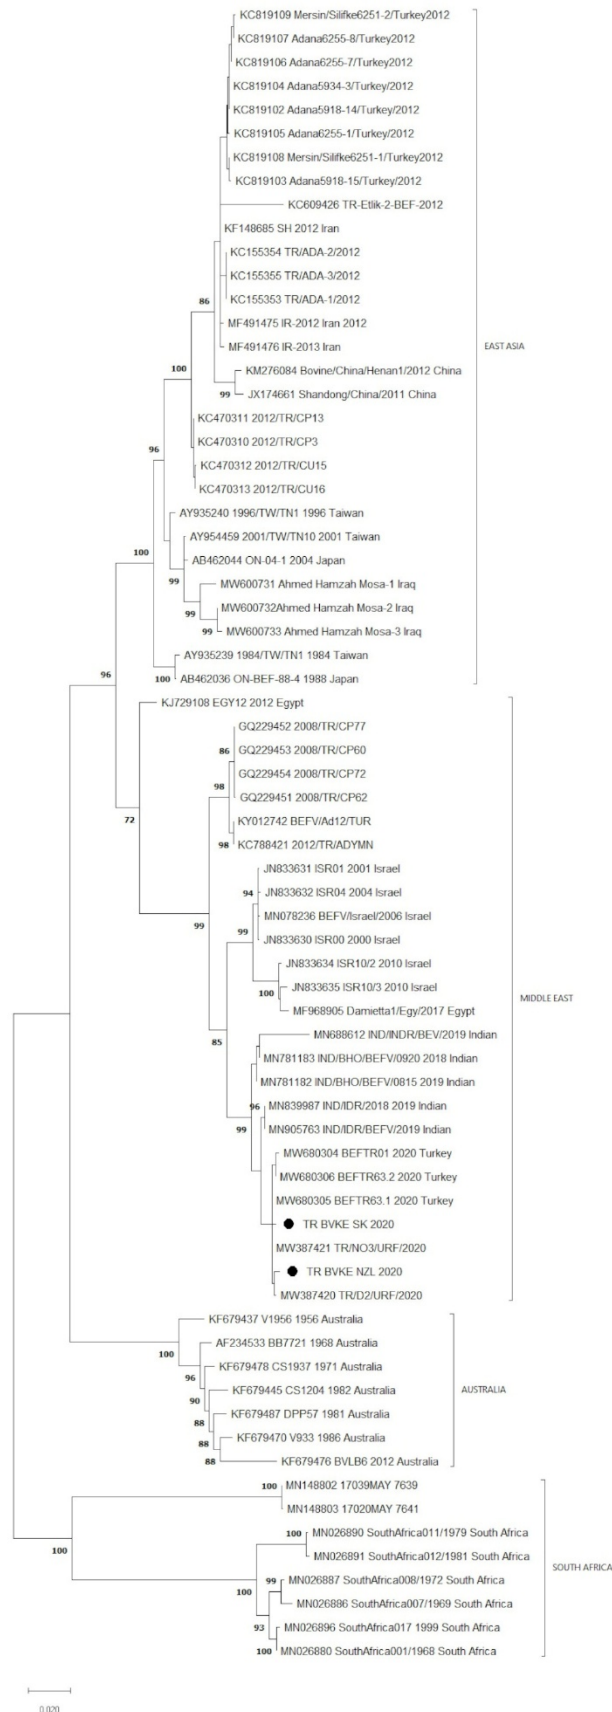 KC819109 Mersin/Silifke6251-2/Turkey2012
KC819107 Adana6255-8/Turkey2012
KC819106 Adana6255-7/Turkey2012
KC819104 Adana5934-3/Turkey/2012
KC819102 Adana5918-14/Turkey/2012
KC819105 Adana6255-1/Turkey/2012
KC819108 Mersin/Silifke6251-1/Turkey2012
KC819103 Adana5918-15/Turkey/2012
KC609426 TR-Etlik-2-BEF-2012
KF148685 SH 2012 Iran
KC155354 TR/ADA-2/2012
KC155355 TR/ADA-3/2012
KC155353 TR/ADA-1/2012
86
MF491475 IR-2012 Iran 2012
MF491476 IR-2013 Iran
EAST ASIA
KM276084 Bovine/China/Henan1/2012 China
100
99
JX174661 Shandong/China/2011 China
KC470311 2012/TR/CP13
KC470310 2012/TR/CP3
96
KC470312 2012/TR/CU15
KC470313 2012/TR/CU16
AY935240 1996/TW/TN1 1996 Taiwan
AY954459 2001/TW/TN10 2001 Taiwan
100
AB462044 ON-04-1 2004 Japan
99
MW600731 Ahmed Hamzah Mosa-1 Iraq
MW600732Ahmed Hamzah Mosa-2 Iraq
99
99
MW600733 Ahmed Hamzah Mosa-3 Iraq
AY935239 1984/TW/TN1 1984 Taiwan
96
100
AB462036 ON-BEF-88-4 1988 Japan
KJ729108 EGY12 2012 Egypt
GQ229452 2008/TR/CP77
86
GQ229453 2008/TR/CP60
GQ229454 2008/TR/CP72
98
GQ229451 2008/TR/CP62
72
KY012742 BEFV/Ad12/TUR
98
KC788421 2012/TR/ADYMN
JN833631 ISR01 2001 Israel
94
JN833632 ISR04 2004 Israel
99
MN078236 BEFV/Israel/2006 Israel
99
JN833630 ISR00 2000 Israel
JN833634 ISR10/2 2010 Israel
JN833635 ISR10/3 2010 Israel
100
MIDDLE EAST
MF968905 Damietta1/Egy/2017 Egypt
85
MN688612 IND/INDR/BEV/2019 Indian
MN781183 IND/BHO/BEFV/0920 2018 Indian
MN781182 IND/BHO/BEFV/0815 2019 Indian
96
MN839987 IND/IDR/2018 2019 Indian
99
MN905763 IND/IDR/BEFV/2019 Indian
MW680304 BEFTR01 2020 Turkey
MW680306 BEFTR63.2 2020 Turkey
MW680305 BEFTR63.1 2020 Turkey
TR BVKE SK 2020
MW387421 TR/NO3/URF/2020
TR BVKE NZL 2020
MW387420 TR/D2/URF/2020
KF679437 V1956 1956 Australia
100
AF234533 BB7721 1968 Australia
96
KF679478 CS1937 1971 Australia
90
KF679445 CS1204 1982 Australia
AUSTRALIA
88
KF679487 DPP57 1981 Australia
88
KF679470 V933 1986 Australia
88
KF679476 BVLB6 2012 Australia
100
MN148802 17039MAY 7639
MN148803 17020MAY 7641
100
100
MN026890 SouthAfrica011/1979 South Africa
MN026891 SouthAfrica012/1981 South Africa
SOUTH AFRICA
100
99
MN026887 SouthAfrica008/1972 South Africa
MN026886 SouthAfrica007/1969 South Africa
93
MN026896 SouthAfrica017 1999 South Africa
100
MN026880 SouthAfrica001/1968 South Africa
0.020